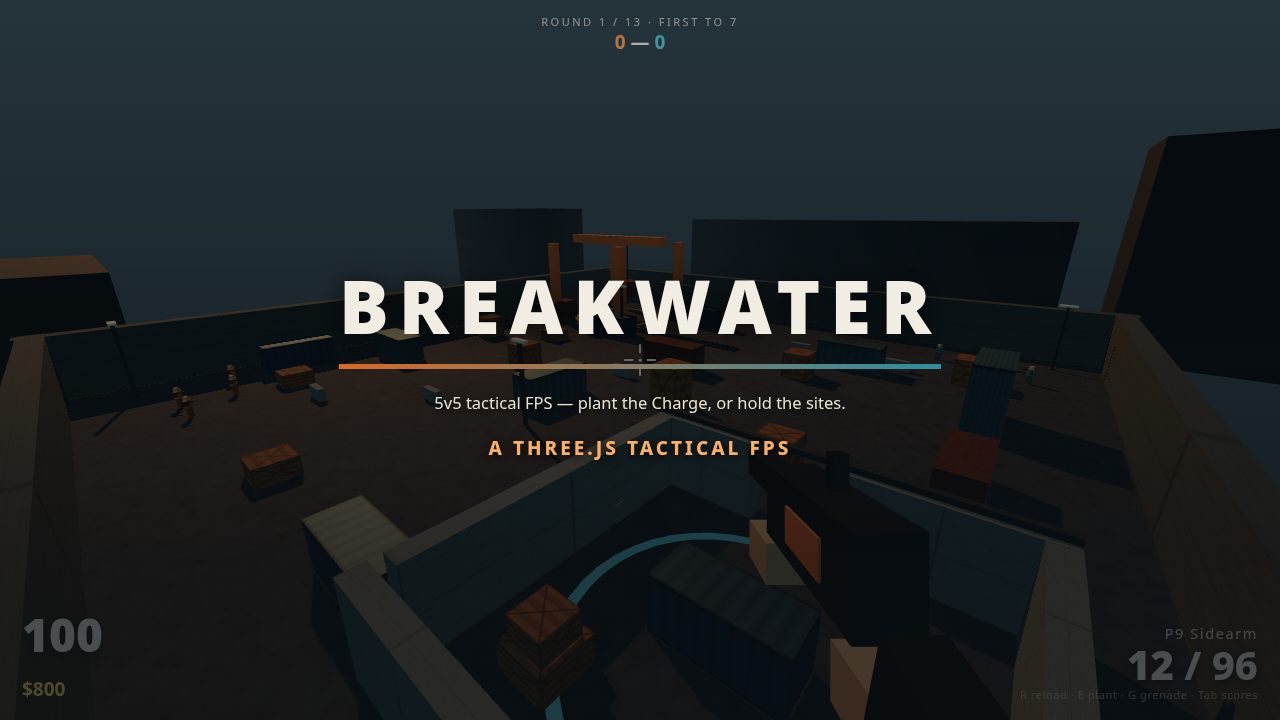 ROUND 1 / 13 · FIRST TO 7
0 — 0
BREAKWATER
5v5 tactical FPS — plant the Charge, or hold the sites.
A THREE.JS TACTICAL FPS
100
$800
P9 Sidearm
12 / 96
R reload · E plant · G grenade · Tab scores